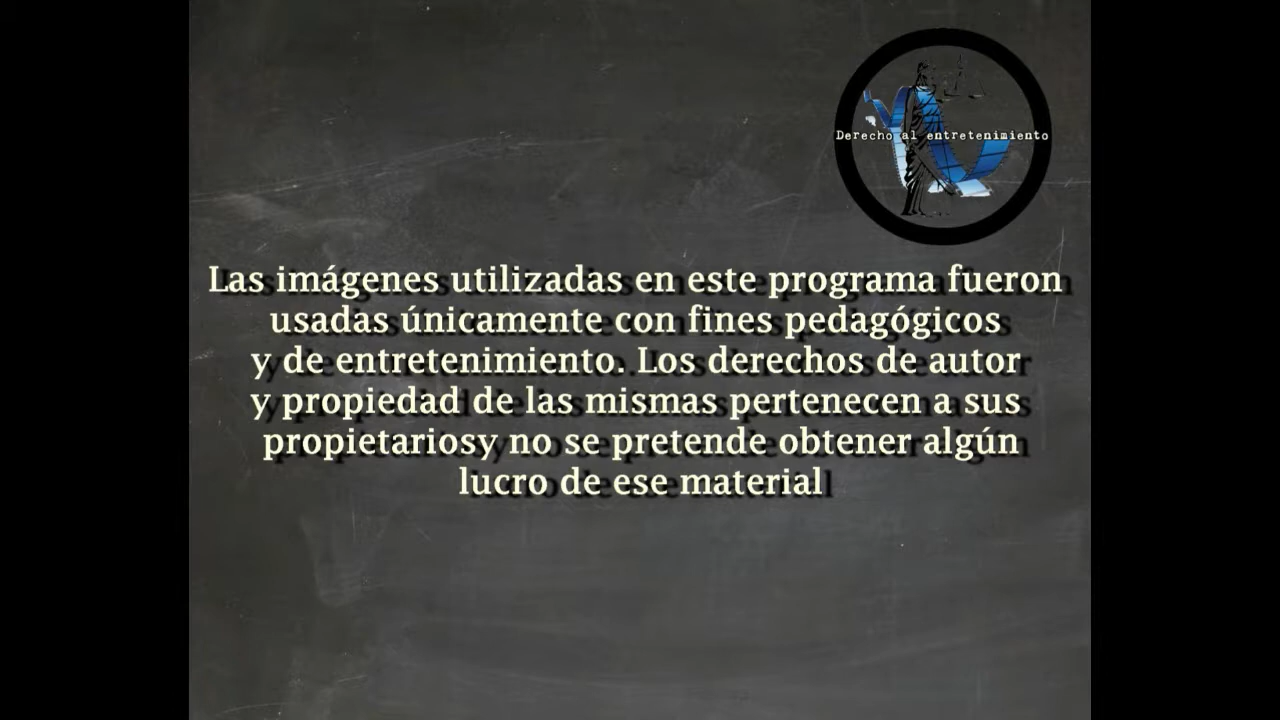 Derecho al entretenimiento
Las imágenes utilizadas en este programa fueron
usadas únicamente con fines pedagógicos
y de entretenimiento. Los derechos de autor
y propiedad de las mismas pertenecen a sus
propietariosy no se pretende obtener algún
lucro de ese material